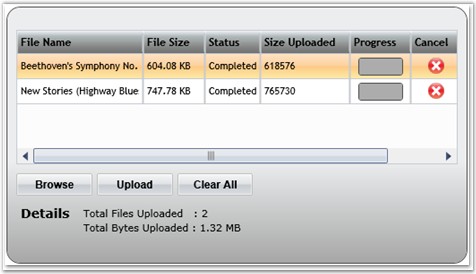 File Name File Size Status Size Uploaded Progress Cancel
Beethoven's Symphony No. 604.08 KB Completed 618576
New Stories (Highway Blue 747.78 KB Completed 765730
Browse Upload Clear All
Details Total Files Uploaded : 2
Total Bytes Uploaded : 1.32 MB